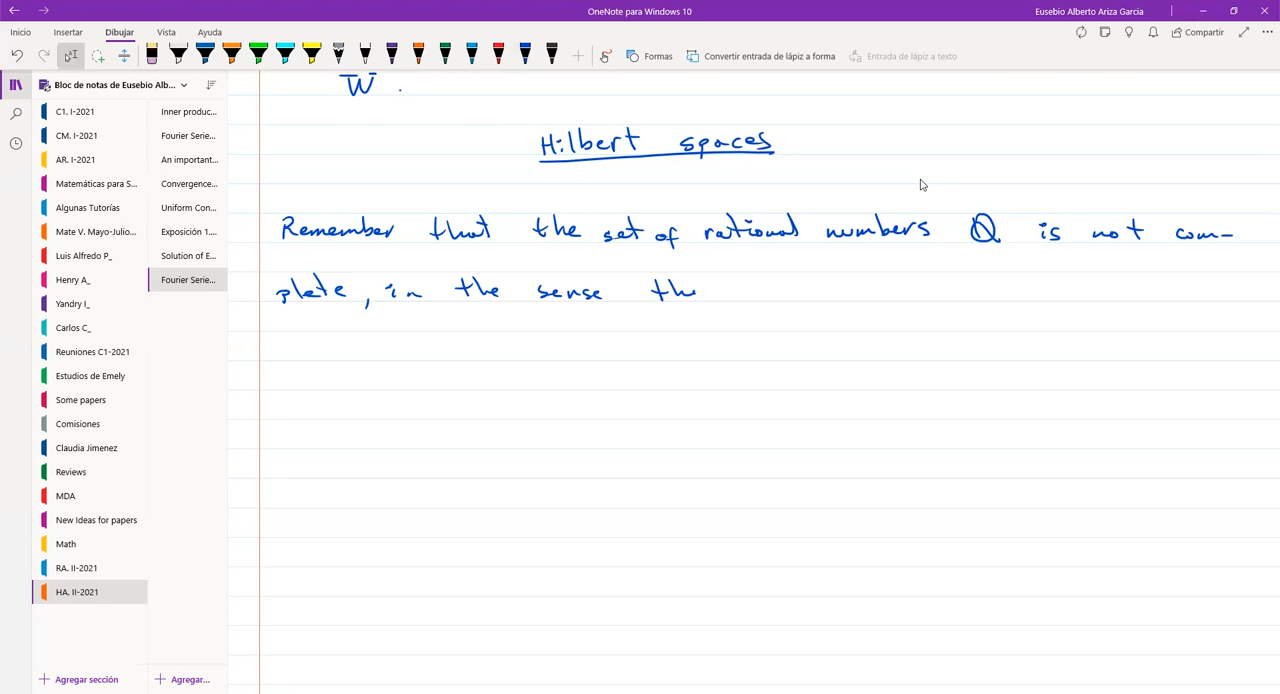 OneNote para Windows 10
Eusebio Alberto Ariza Garcia
Inicio Insertar Dibujar Vista Ayuda
Compartir
Formas
Convertir entrada de lápiz a forma
Entrada de lápiz a texto
Bloc de notas de Eusebio Alb...
C1. I-2021
CM. I-2021
AR. I-2021
Matemáticas para S...
Algunas Tutorías
Mate V. Mayo-Julio...
Luis Alfredo P_
Henry A_
Yandry I_
Carlos C_
Reuniones C1-2021
Estudios de Emely
Some papers
Comisiones
Claudia Jimenez
Reviews
MDA
New Ideas for papers
Math
RA. II-2021
HA. II-2021
Agregar sección
Inner produc...
Fourier Serie...
An important...
Convergence...
Uniform Con...
Exposición 1...
Solution of E...
Fourier Serie...
Agregar...
W.
Hilbert spaces
Remember that the set of rational numbers ℚ is not com-
plete, in the sense the